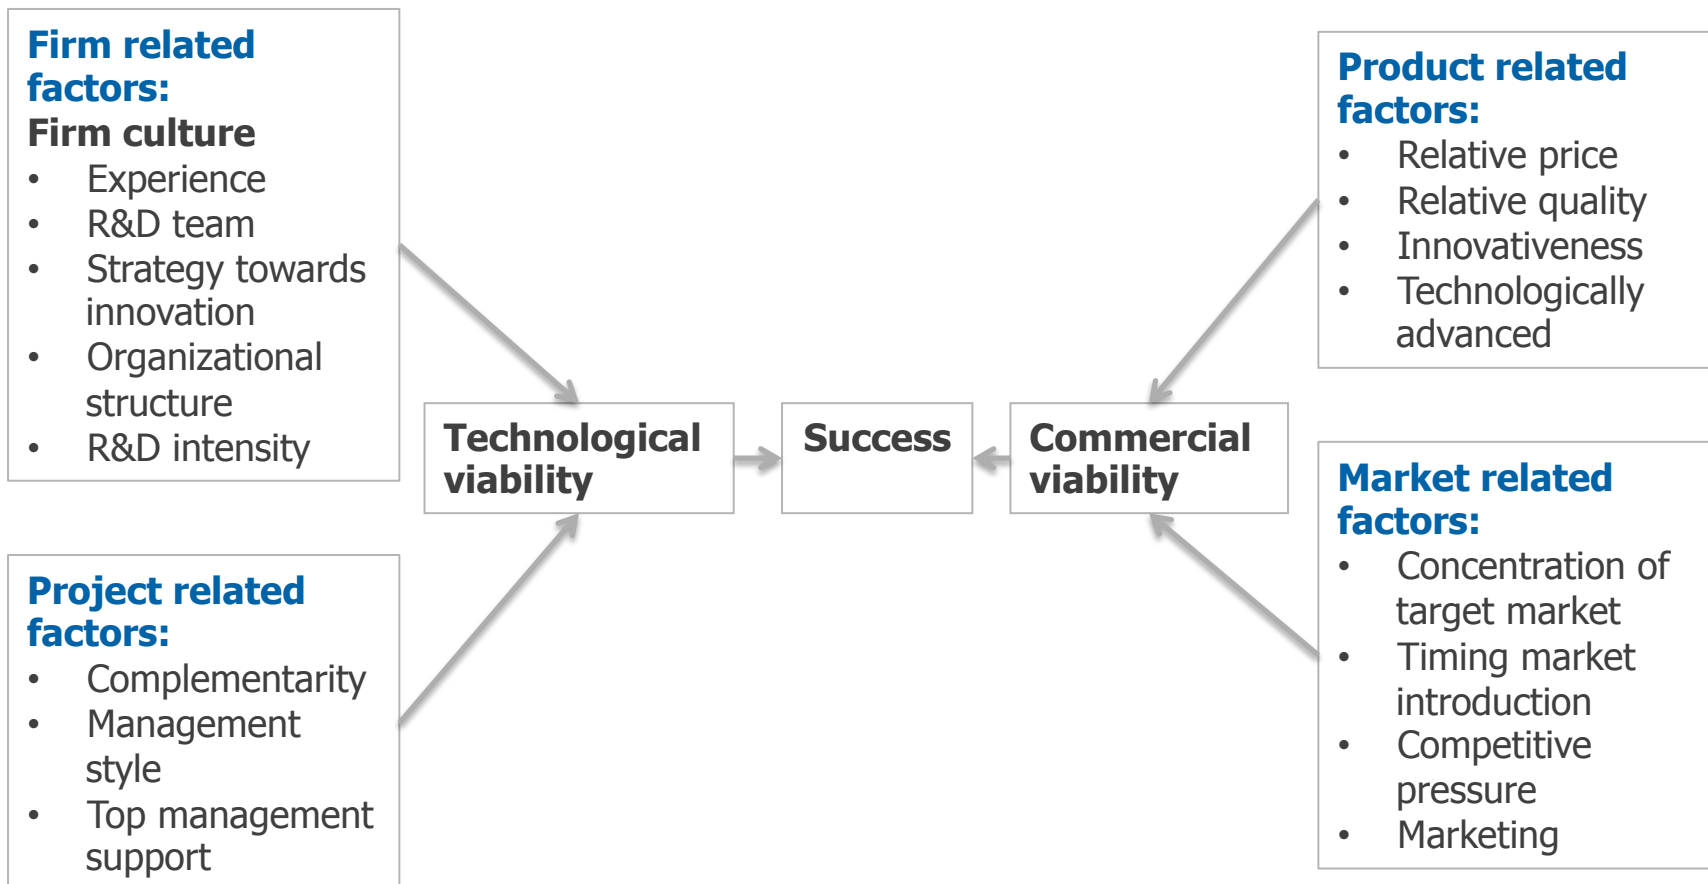 Firm related
factors:
Firm culture
• Experience
• R&D team
• Strategy towards
innovation
• Organizational
structure
• R&D intensity
Project related
factors:
• Complementarity
• Management
style
• Top management
support
Technological
viability
Success
Commercial
viability
Product related
factors:
• Relative price
• Relative quality
• Innovativeness
• Technologically
advanced
Market related
factors:
• Concentration of
target market
• Timing market
introduction
• Competitive
pressure
• Marketing